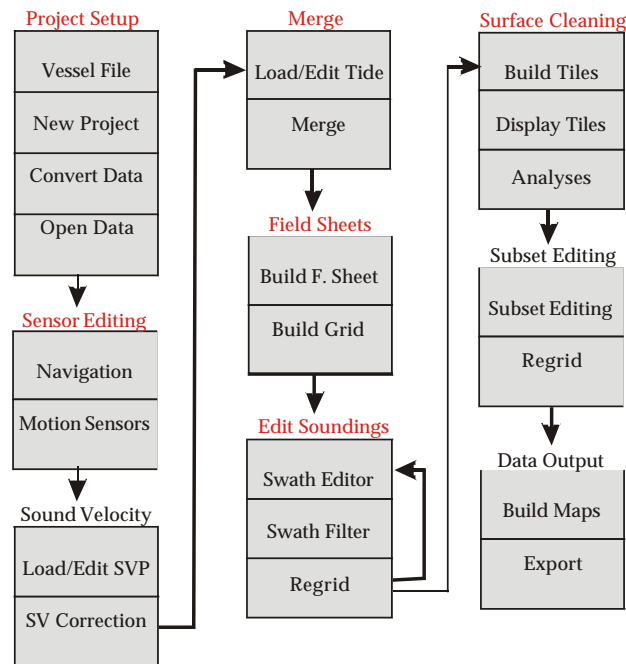 Project Setup
Vessel File
New Project
Convert Data
Open Data
Sensor Editing
Navigation
Motion Sensors
Sound Velocity
Load/Edit SVP
SV Correction
Merge
Load/Edit Tide
Merge
Field Sheets
Build F. Sheet
Build Grid
Edit Soundings
Swath Editor
Swath Filter
Regrid
Surface Cleaning
Build Tiles
Display Tiles
Analyses
Subset Editing
Subset Editing
Regrid
Data Output
Build Maps
Export